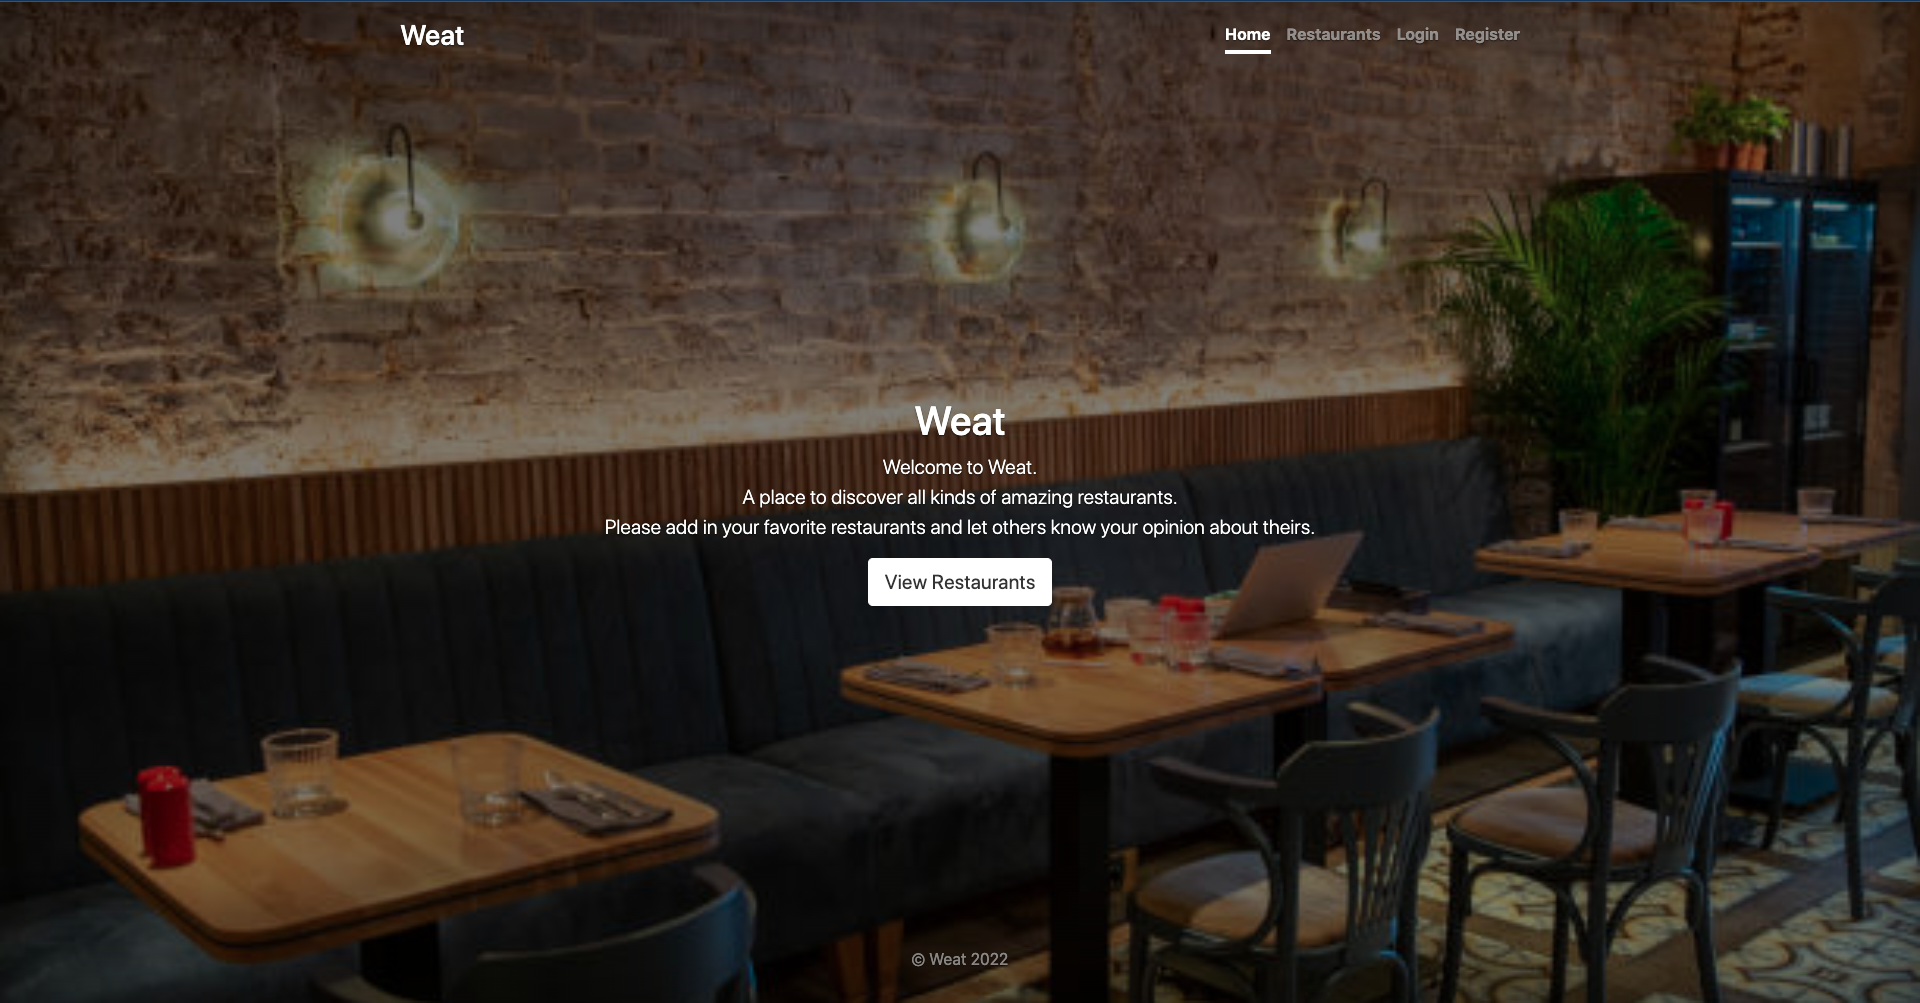 Weat
Home Restaurants Login Register
Weat
Welcome to Weat.
A place to discover all kinds of amazing restaurants.
Please add in your favorite restaurants and let others know your opinion about theirs.
View Restaurants
© Weat 2022